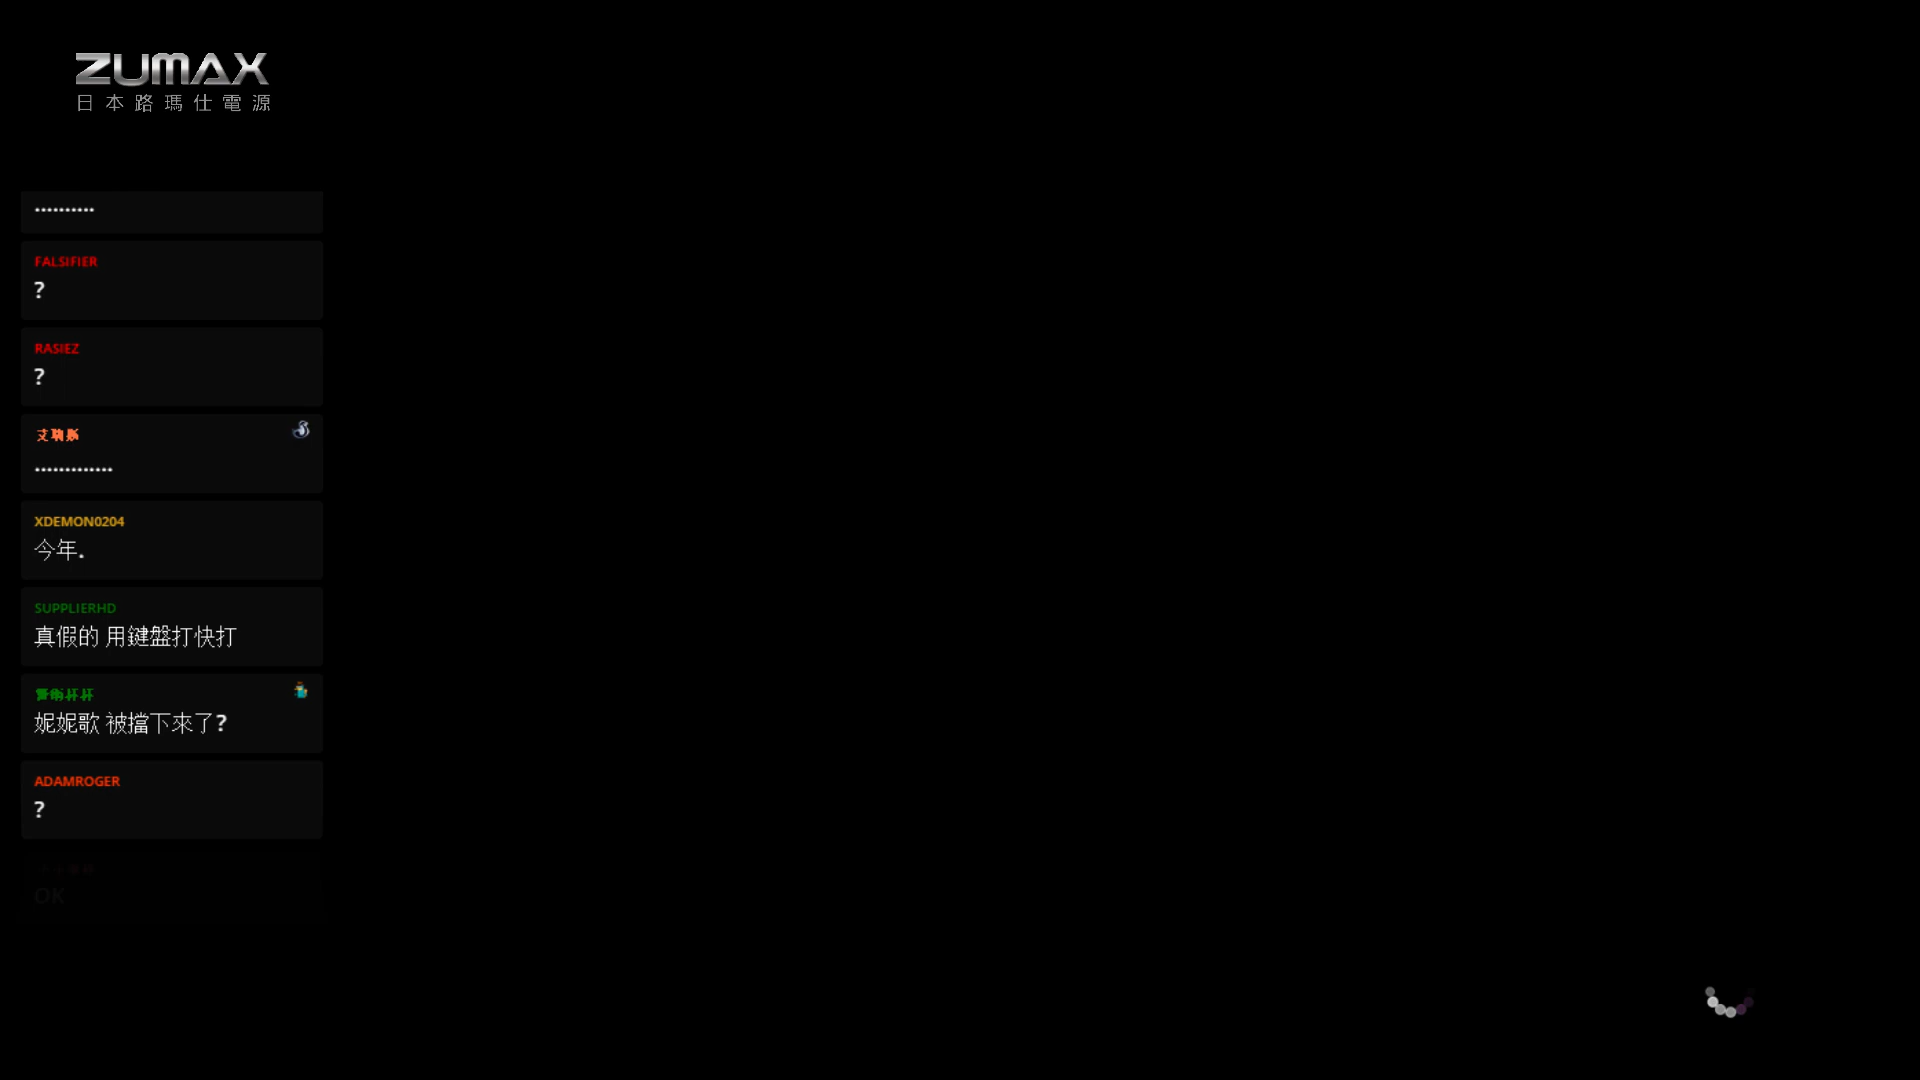 ZUMAX
日本路瑪仕電源
..........
FALSIFIER
?
RASIEZ
?
.............
XDEMON0204
今年.
SUPPLIERHD
真假的 用鍵盤打快打
妮妮歌 被擋下來了?
ADAMROGER
?
OK